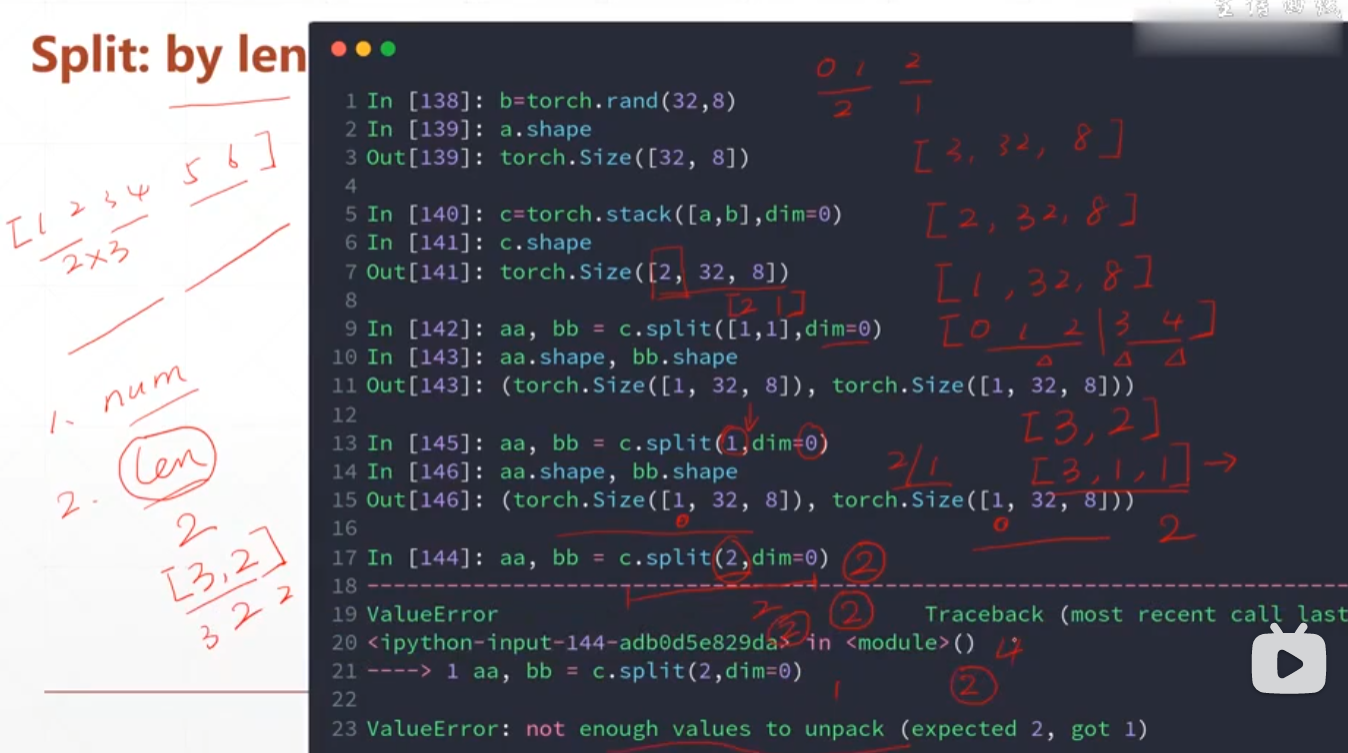 Split: by len
1 In [138]: b=torch.rand(32,8)
2 In [139]: a.shape
3 Out[139]: torch.Size([32, 8])
4
5 In [140]: c=torch.stack([a,b],dim=0)
6 In [141]: c.shape
7 Out[141]: torch.Size([2, 32, 8])
8
9 In [142]: aa, bb = c.split([1,1],dim=0)
10 In [143]: aa.shape, bb.shape
11 Out[143]: (torch.Size([1, 32, 8]), torch.Size([1, 32, 8]))
12
13 In [145]: aa, bb = c.split(1,dim=0)
14 In [146]: aa.shape, bb.shape
15 Out[146]: (torch.Size([1, 32, 8]), torch.Size([1, 32, 8]))
16
17 In [144]: aa, bb = c.split(2,dim=0)
18 --------------------------------------------------------------
19 ValueError Traceback (most recent call last
20 <ipython-input-144-adb0d5e829da> in <module>()
21 ----> 1 aa, bb = c.split(2,dim=0)
22
23 ValueError: not enough values to unpack (expected 2, got 1)
[1 2 3 4 5 6]
2×3
1. num
2. len
2
[3,2]
3 2 2
0 1 2
2 1
[3, 32, 8]
[2, 32, 8]
[1, 32, 8]
[2 1]
[0 1 2 | 3 4]
[3,2]
2/1 [3,1,1] →
0 0 2
2
2 2 2
4
1 2